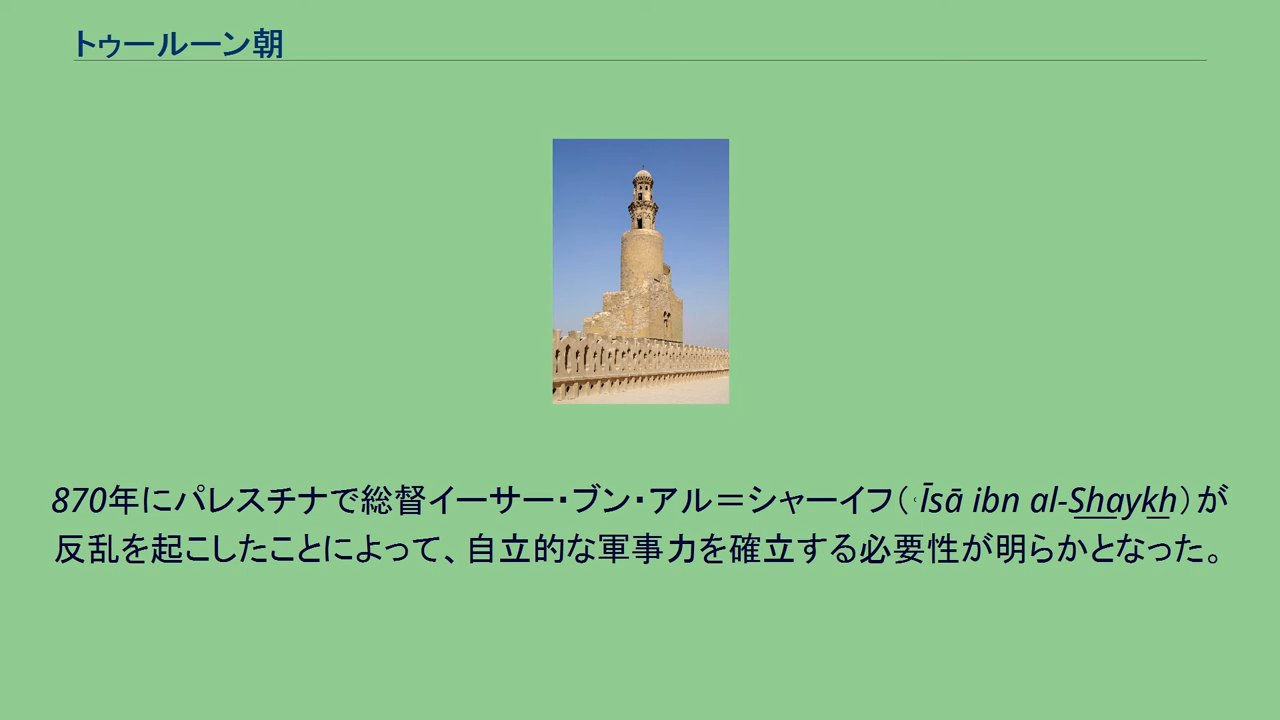 トゥールーン朝
870年にパレスチナで総督イーサー・ブン・アル＝シャーイフ（ʿĪsā ibn al-Shaykh）が
反乱を起こしたことによって、自立的な軍事力を確立する必要性が明らかとなった。